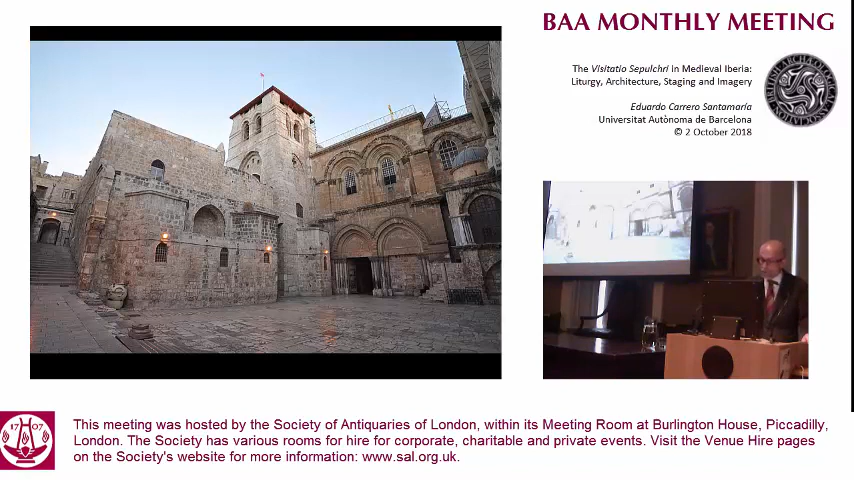 BAA MONTHLY MEETING
The Visitatio Sepulchri in Medieval Iberia:
Liturgy, Architecture, Staging and Imagery
Eduardo Carrero Santamaría
Universitat Autònoma de Barcelona
© 2 October 2018
BRITISH ARCHAEOLOGICAL ASSOCIATION
17 07
This meeting was hosted by the Society of Antiquaries of London, within its Meeting Room at Burlington House, Piccadilly,
London. The Society has various rooms for hire for corporate, charitable and private events. Visit the Venue Hire pages
on the Society's website for more information: www.sal.org.uk.